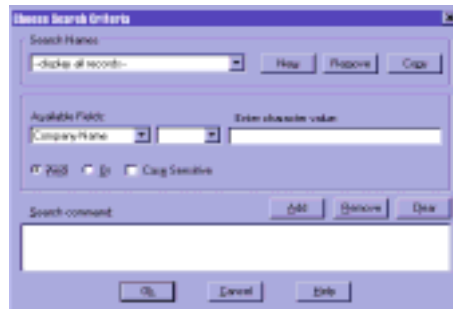 Choose Search Criteria
Search Names:
--display all records-- New Remove Copy
Available Fields: Enter character value:
Company Name
And Or Case Sensitive
Add Remove Clear
Search command:
Ok Cancel Help